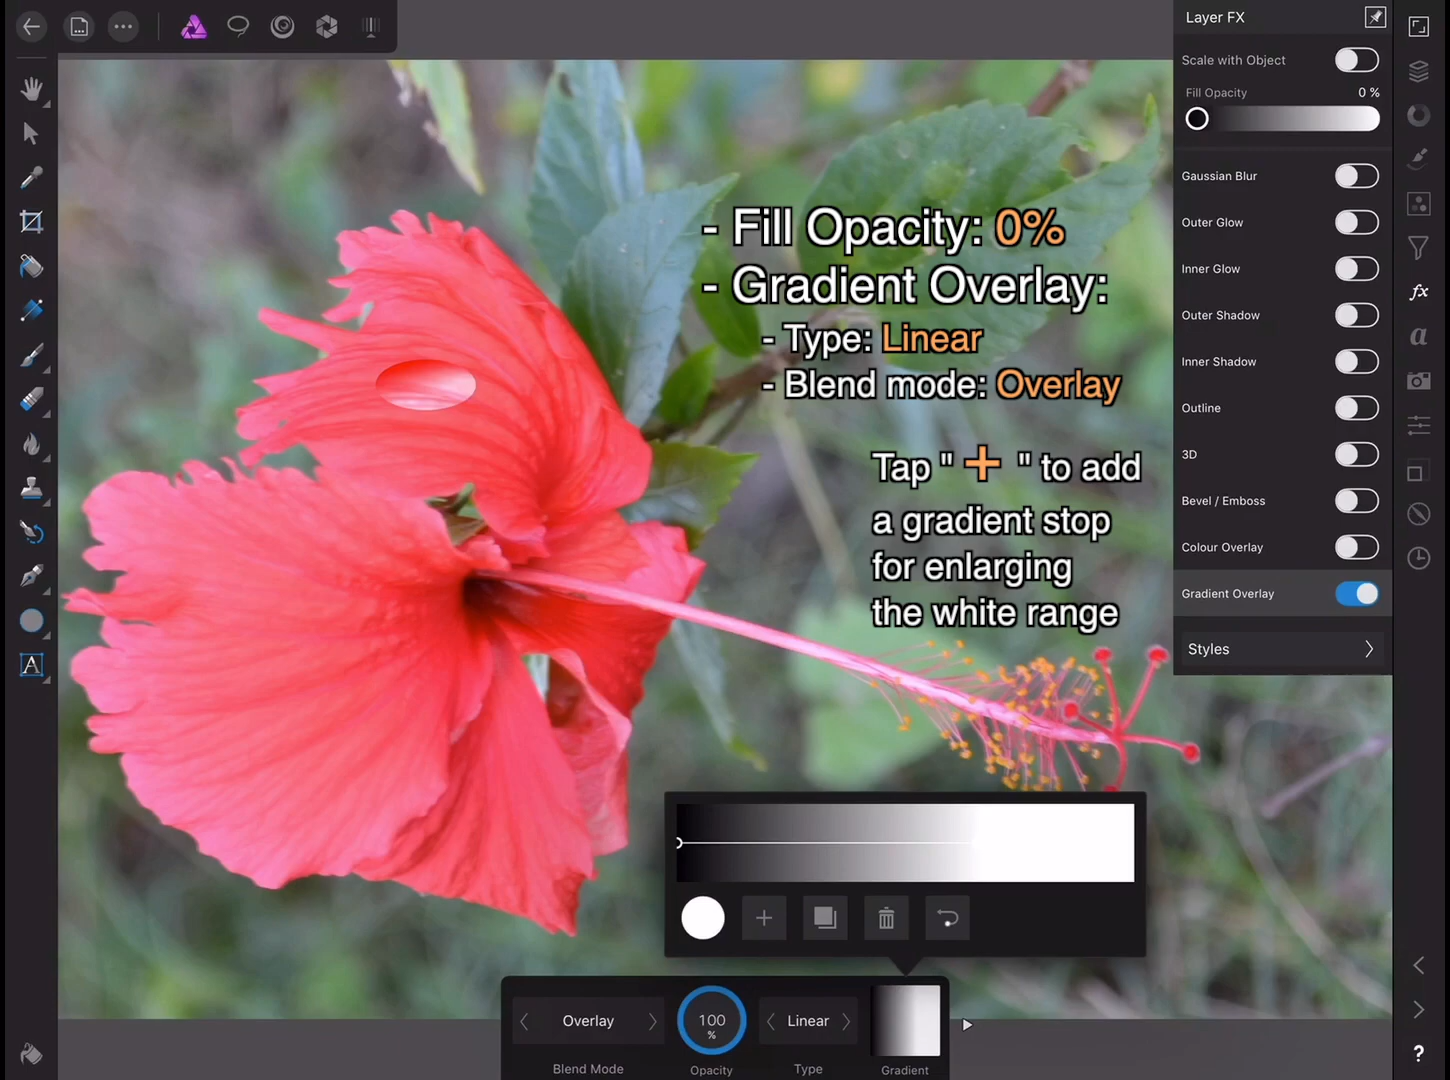 Layer FX
Scale with Object
Fill Opacity 0 %
Gaussian Blur
Outer Glow
Inner Glow
Outer Shadow
Inner Shadow
Outline
3D
Bevel / Emboss
Colour Overlay
Gradient Overlay
Styles
- Fill Opacity: 0%
- Gradient Overlay:
- Type: Linear
- Blend mode: Overlay
Tap " + " to add
a gradient stop
for enlarging
the white range
Overlay
100
%
Linear
Blend Mode
Opacity
Type
Gradient
fx
a
A
?